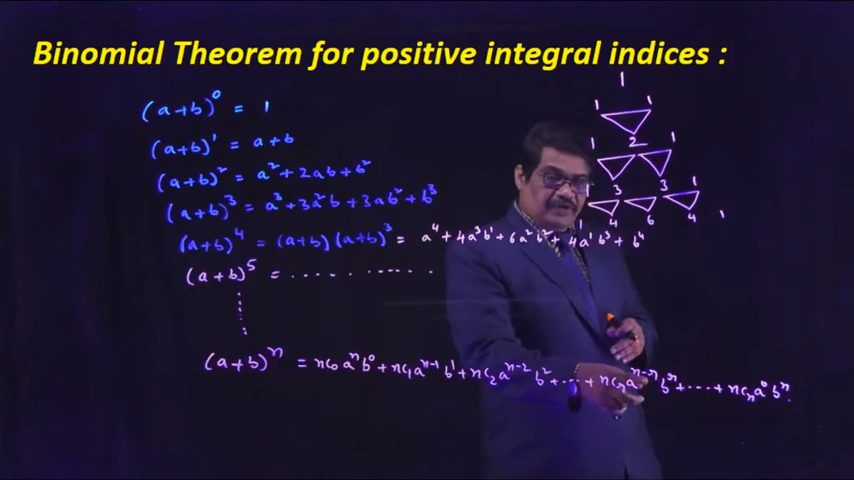 Binomial Theorem for positive integral indices :
(a+b)⁰ = 1
(a+b)¹ = a+b
(a+b)² = a²+2ab+b²
(a+b)³ = a³+3a²b+3ab²+b³
(a+b)⁴ = (a+b)(a+b)³ = a⁴+4a³b¹+6a²b²+4a¹b³+b⁴
(a+b)⁵ = ..........
(a+b)ⁿ = nC₀aⁿb⁰+nC₁aⁿ⁻¹b¹+nC₂aⁿ⁻²b²+...+nCᵣaⁿ⁻ʳbʳ+....+nCₙa⁰bⁿ.
1
1 1
1 2 1
1 3 3 1
1 4 6 4 1